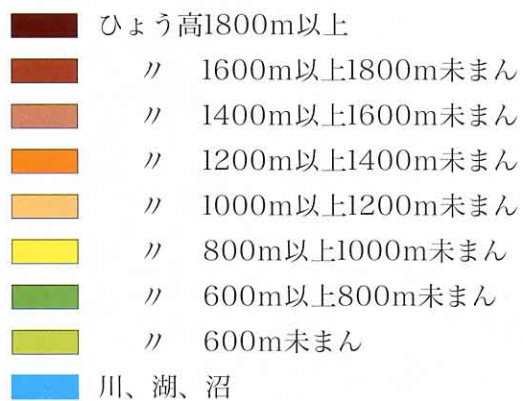 ひょう高1800m以上
〃 1600m以上1800m未まん
〃 1400m以上1600m未まん
〃 1200m以上1400m未まん
〃 1000m以上1200m未まん
〃 800m以上1000m未まん
〃 600m以上800m未まん
〃 600m未まん
川、湖、沼